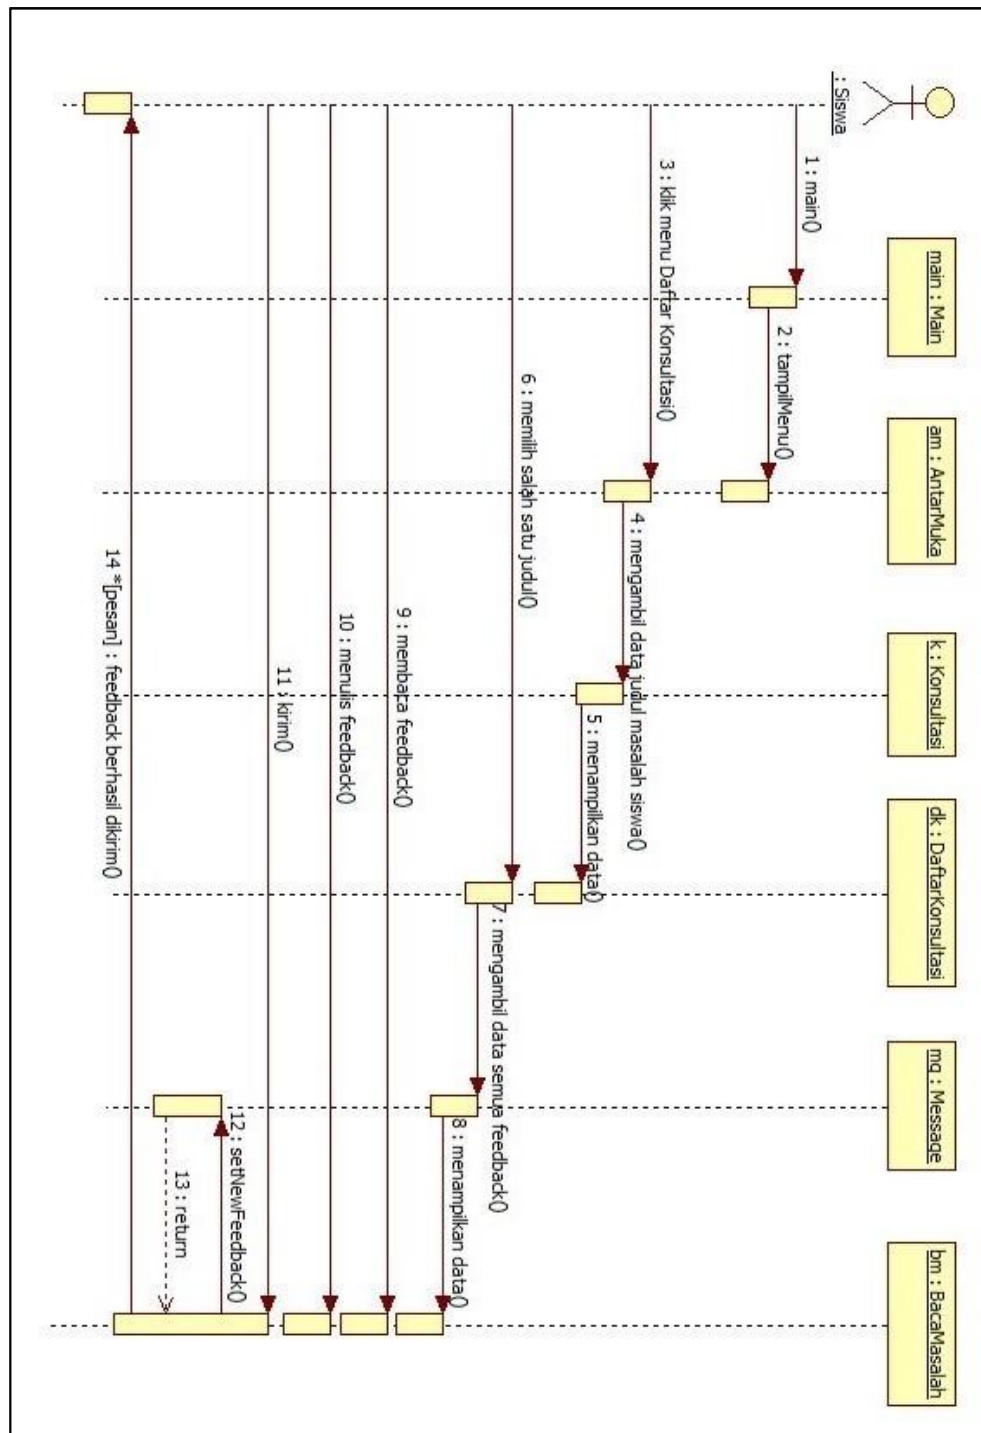 : Siswa
main : Main
am : AntarMuka
k : Konsultasi
dk : DaftarKonsultasi
mq : Message
bm : BacaMasalah
1 : main()
2 : tampilMenu()
3 : klik menu Daftar Konsultasi()
4 : mengambil data judul masalah siswa()
5 : menampilkan data()
6 : memilih salah satu judul()
7 : mengambil data semua feedback()
8 : menampilkan data()
9 : membaca feedback()
10 : menulis feedback()
11 : kirim()
12 : setNewFeedback()
13 : return
14 *[pesan] : feedback berhasil dikirim()